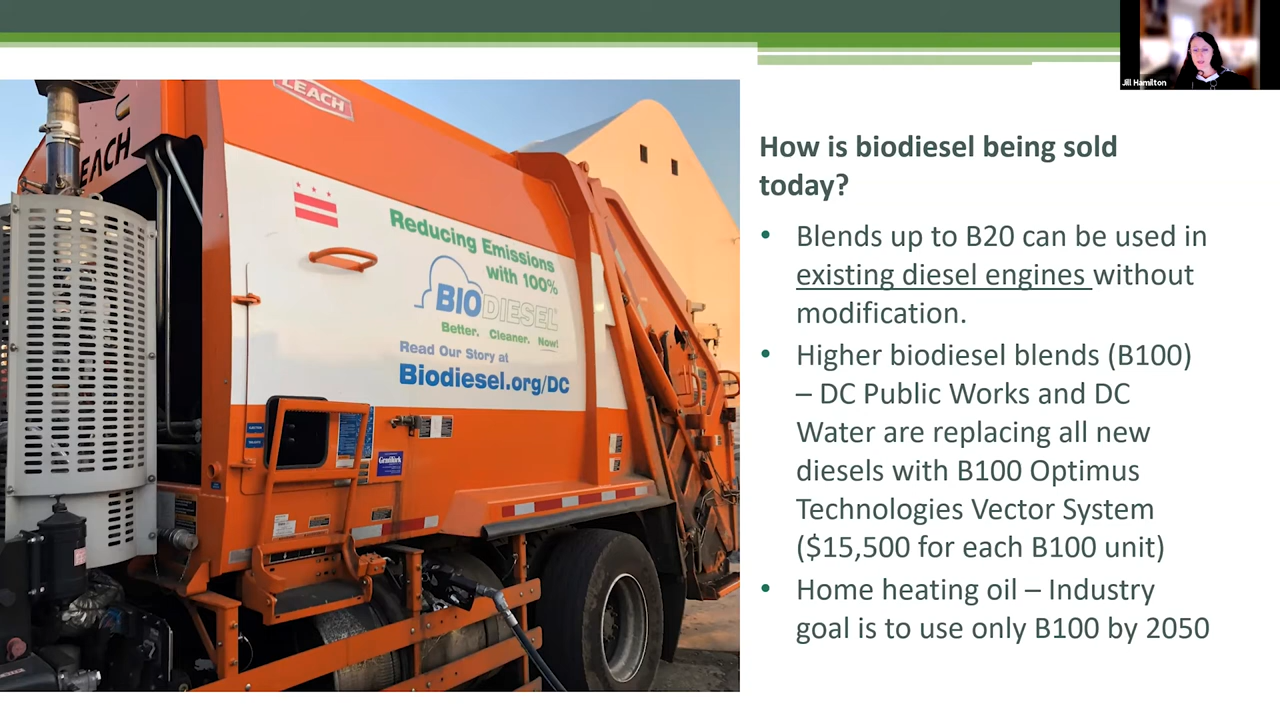 Jill Hamilton
LEACH
LEACH
Reducing Emissions
with 100%
BIODIESEL
Better. Cleaner. Now!
Read Our Story at
Biodiesel.org/DC
How is biodiesel being sold
today?
• Blends up to B20 can be used in
existing diesel engines without
modification.
• Higher biodiesel blends (B100)
– DC Public Works and DC
Water are replacing all new
diesels with B100 Optimus
Technologies Vector System
($15,500 for each B100 unit)
• Home heating oil – Industry
goal is to use only B100 by 2050